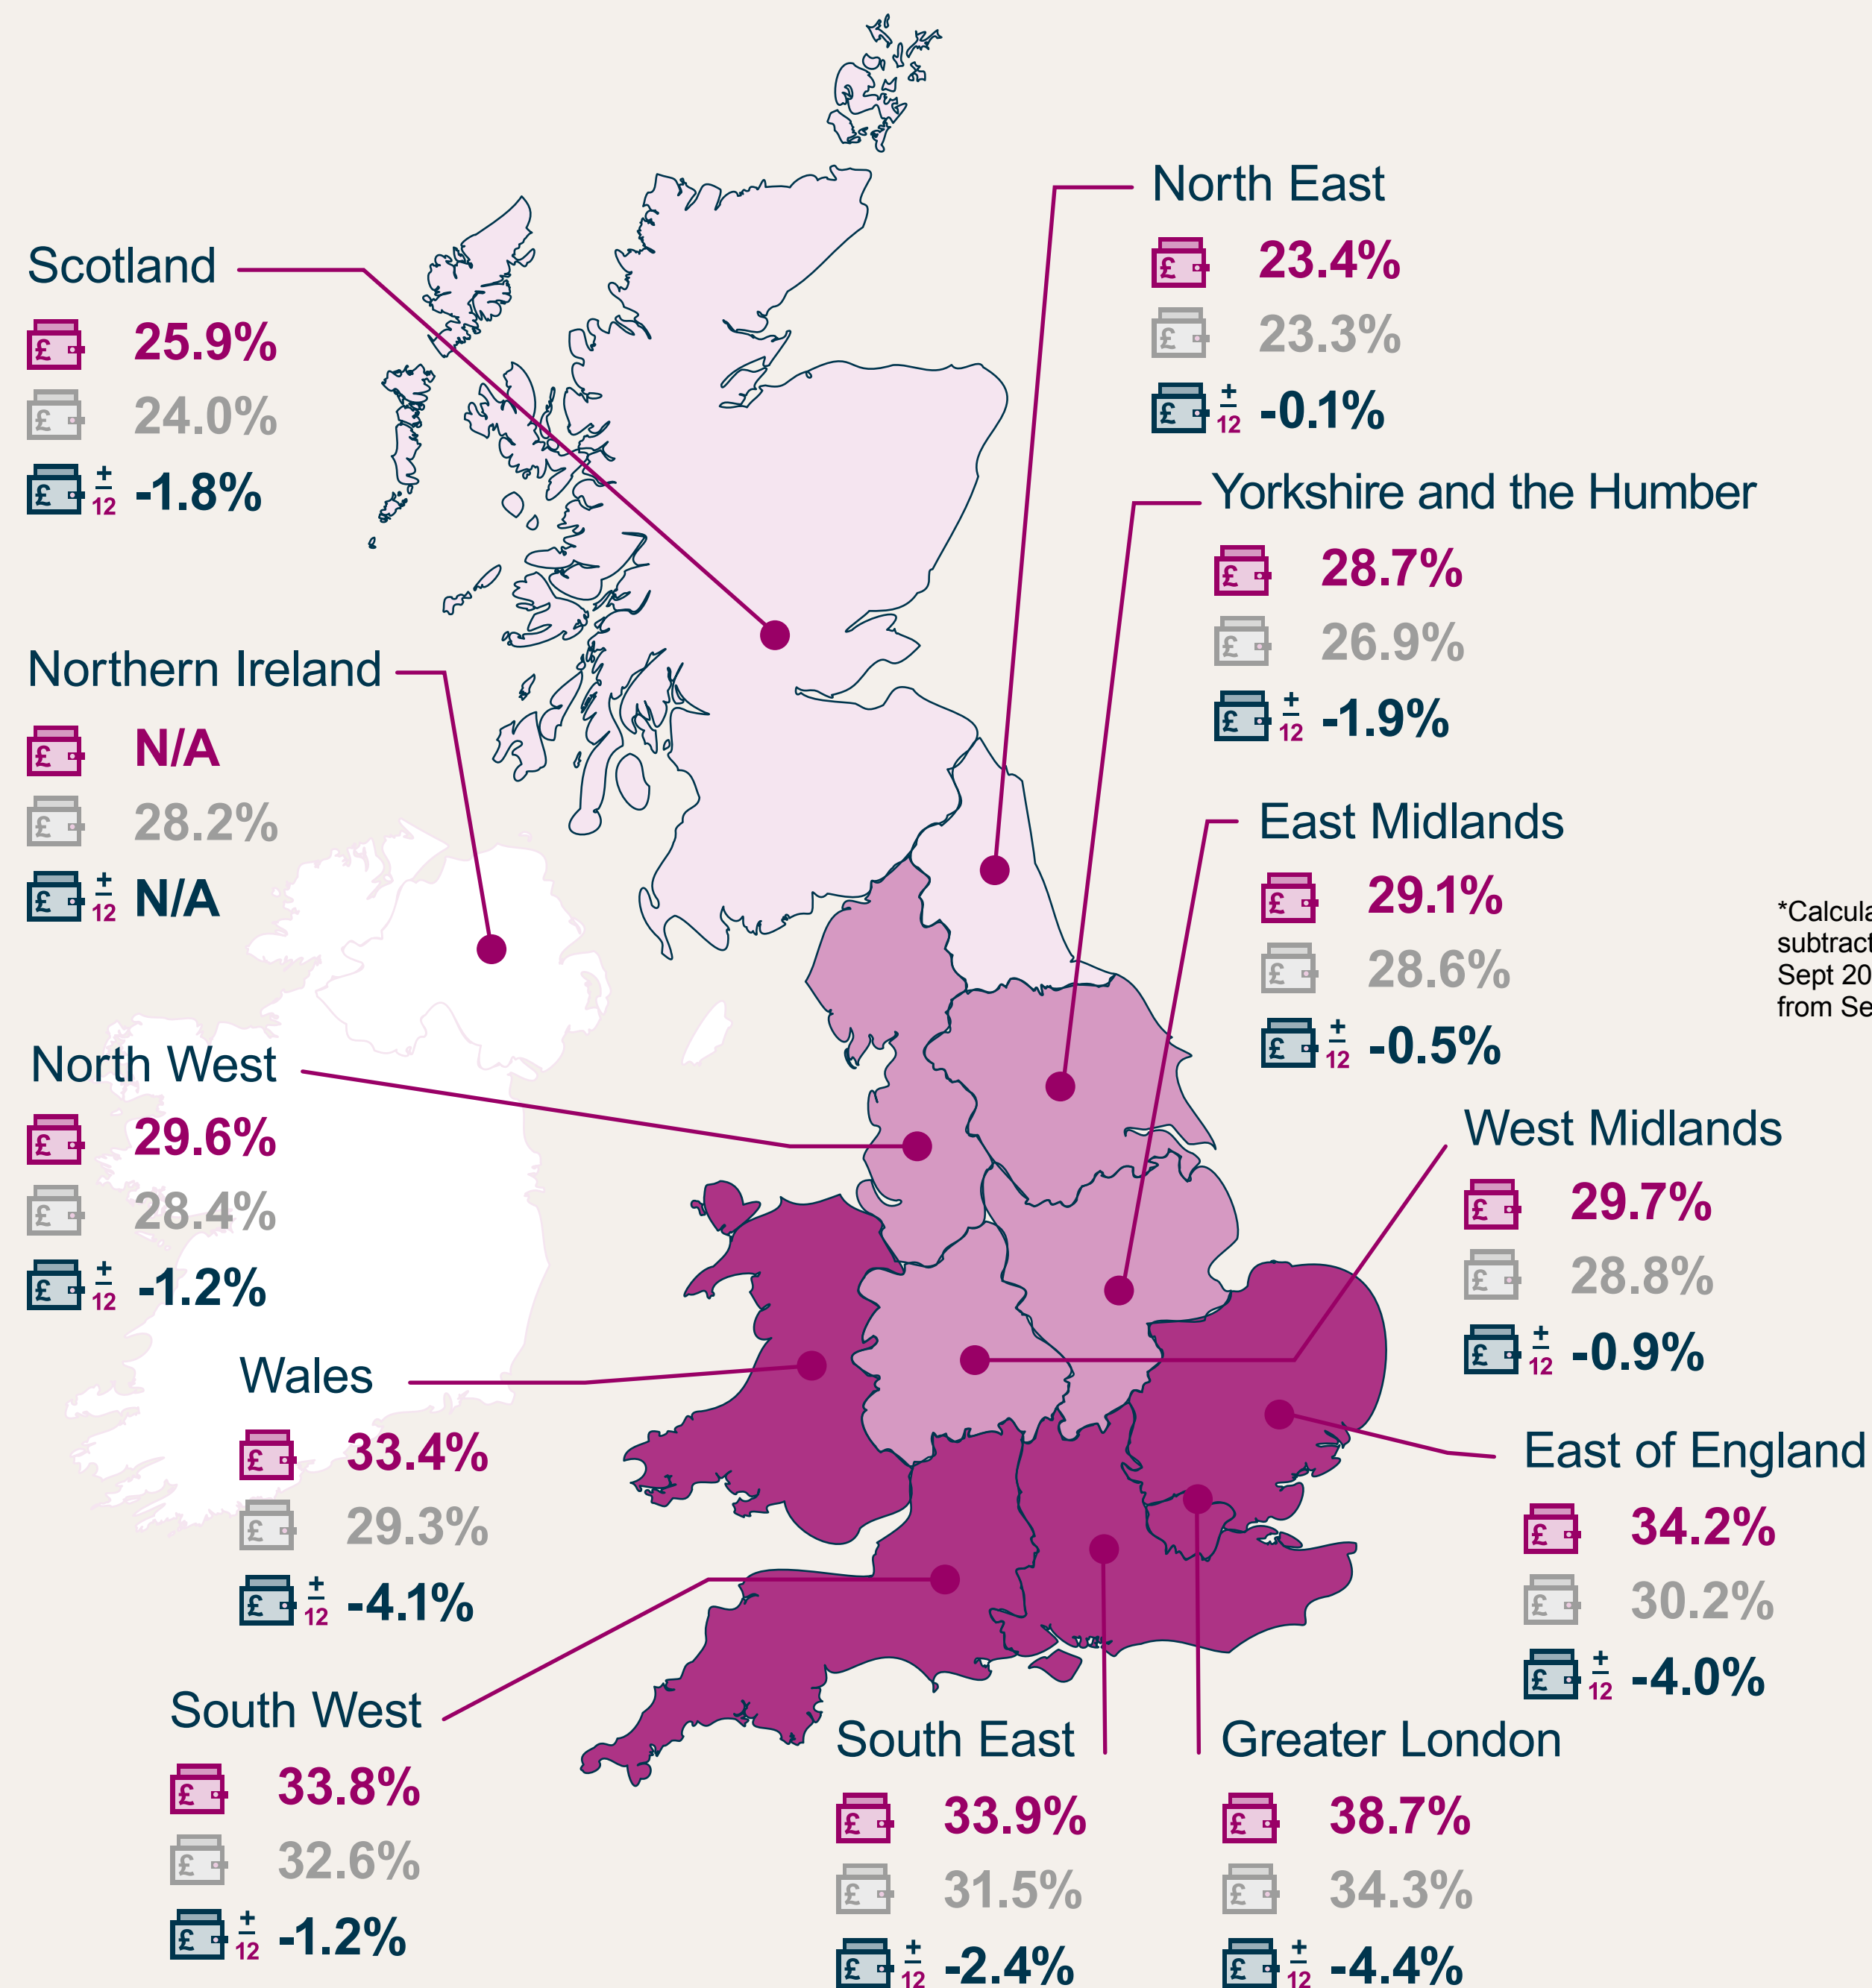 Scotland
£ 25.9%
£ 24.0%
£ ± 12 -1.8%
North East
£ 23.4%
£ 23.3%
£ ± 12 -0.1%
Yorkshire and the Humber
£ 28.7%
£ 26.9%
£ ± 12 -1.9%
Northern Ireland
£ N/A
£ 28.2%
£ ± 12 N/A
East Midlands
£ 29.1%
£ 28.6%
£ ± 12 -0.5%
*Calcula
subtract
Sept 20
from Se
North West
£ 29.6%
£ 28.4%
£ ± 12 -1.2%
West Midlands
£ 29.7%
£ 28.8%
£ ± 12 -0.9%
Wales
£ 33.4%
£ 29.3%
£ ± 12 -4.1%
East of England
£ 34.2%
£ 30.2%
£ ± 12 -4.0%
South West
£ 33.8%
£ 32.6%
£ ± 12 -1.2%
South East
£ 33.9%
£ 31.5%
£ ± 12 -2.4%
Greater London
£ 38.7%
£ 34.3%
£ ± 12 -4.4%